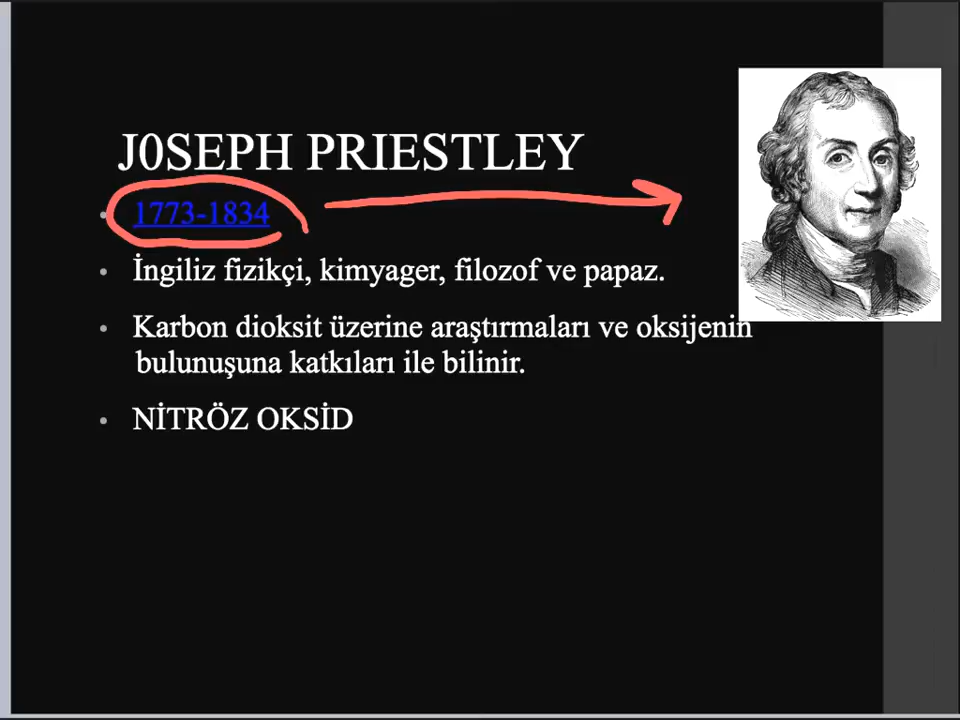 J0SEPH PRIESTLEY
1773-1834
İngiliz fizikçi, kimyager, filozof ve papaz.
Karbon dioksit üzerine araştırmaları ve oksijenin
bulunuşuna katkıları ile bilinir.
NİTRÖZ OKSİD